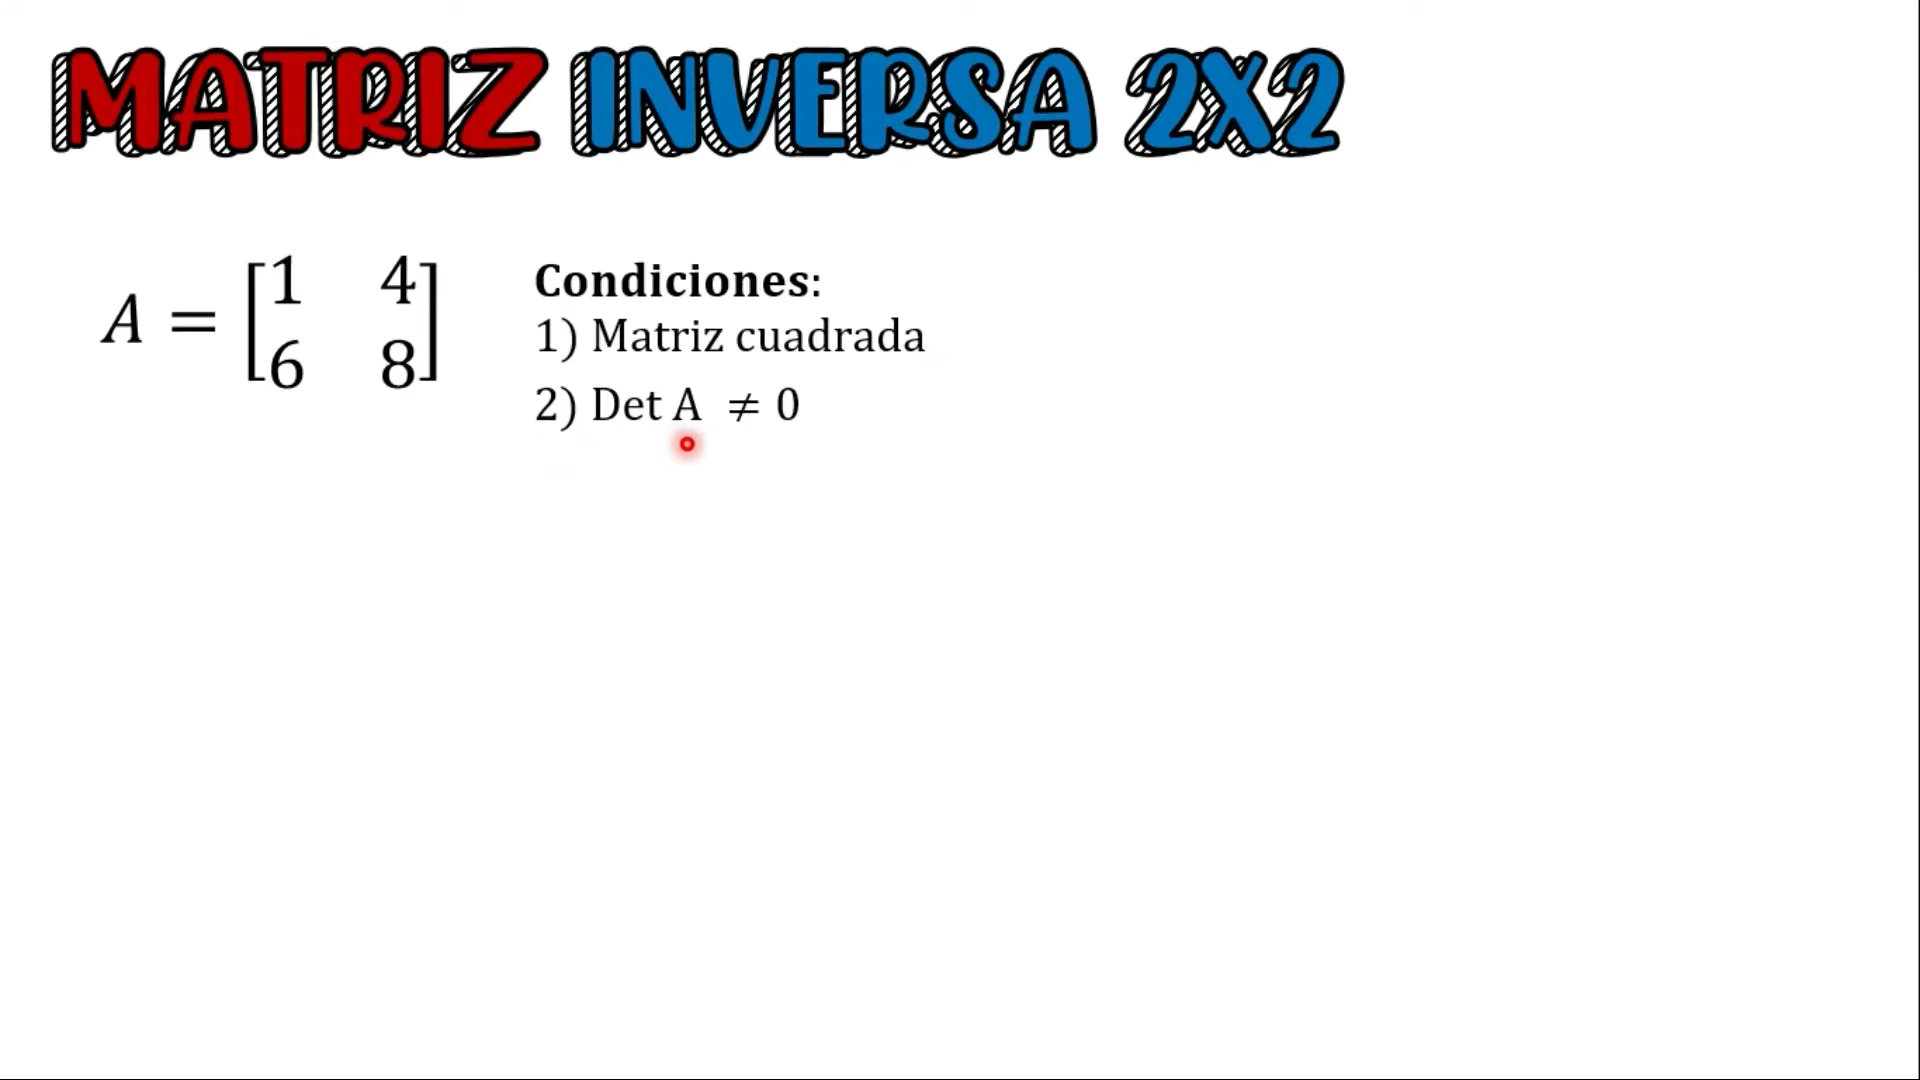 MATRIZ INVERSA 2X2
A = [1 4
6 8]
Condiciones:
1) Matriz cuadrada
2) Det A ≠ 0